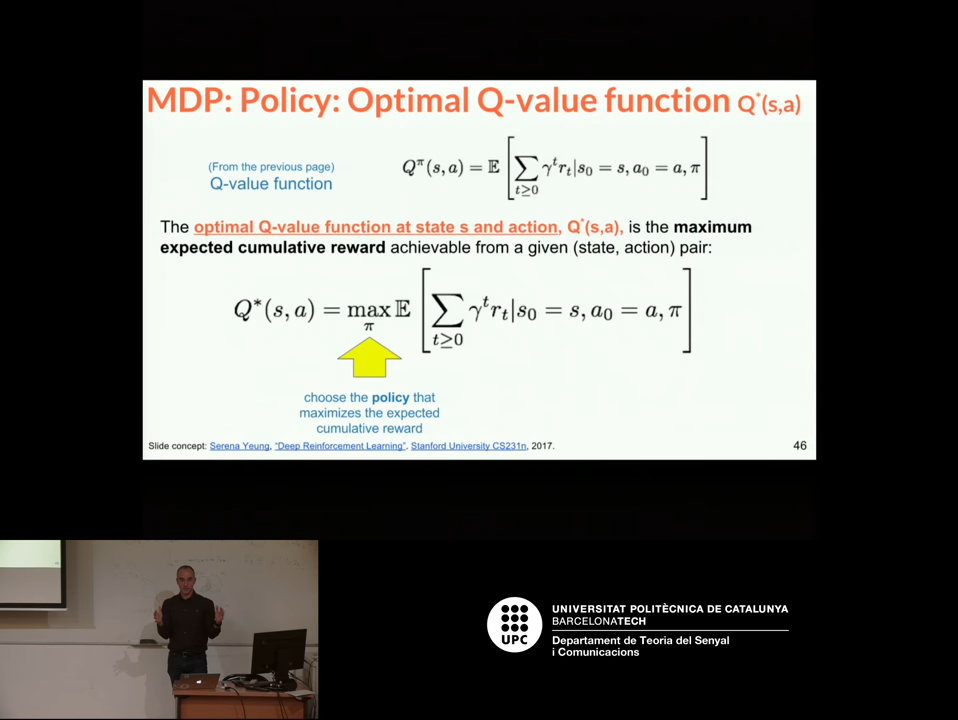 MDP: Policy: Optimal Q-value function Q*(s,a)
(From the previous page)
Q-value function
Q^π(s, a) = 𝔼 [ ∑_{t≥0} γ^t r_t | s_0 = s, a_0 = a, π ]
The optimal Q-value function at state s and action, Q*(s,a), is the maximum
expected cumulative reward achievable from a given (state, action) pair:
Q*(s, a) = max_π 𝔼 [ ∑_{t≥0} γ^t r_t | s_0 = s, a_0 = a, π ]
choose the policy that
maximizes the expected
cumulative reward
Slide concept: Serena Yeung, "Deep Reinforcement Learning". Stanford University CS231n, 2017.
46
UPC
UNIVERSITAT POLITÈCNICA DE CATALUNYA
BARCELONATECH
Departament de Teoria del Senyal
i Comunicacions